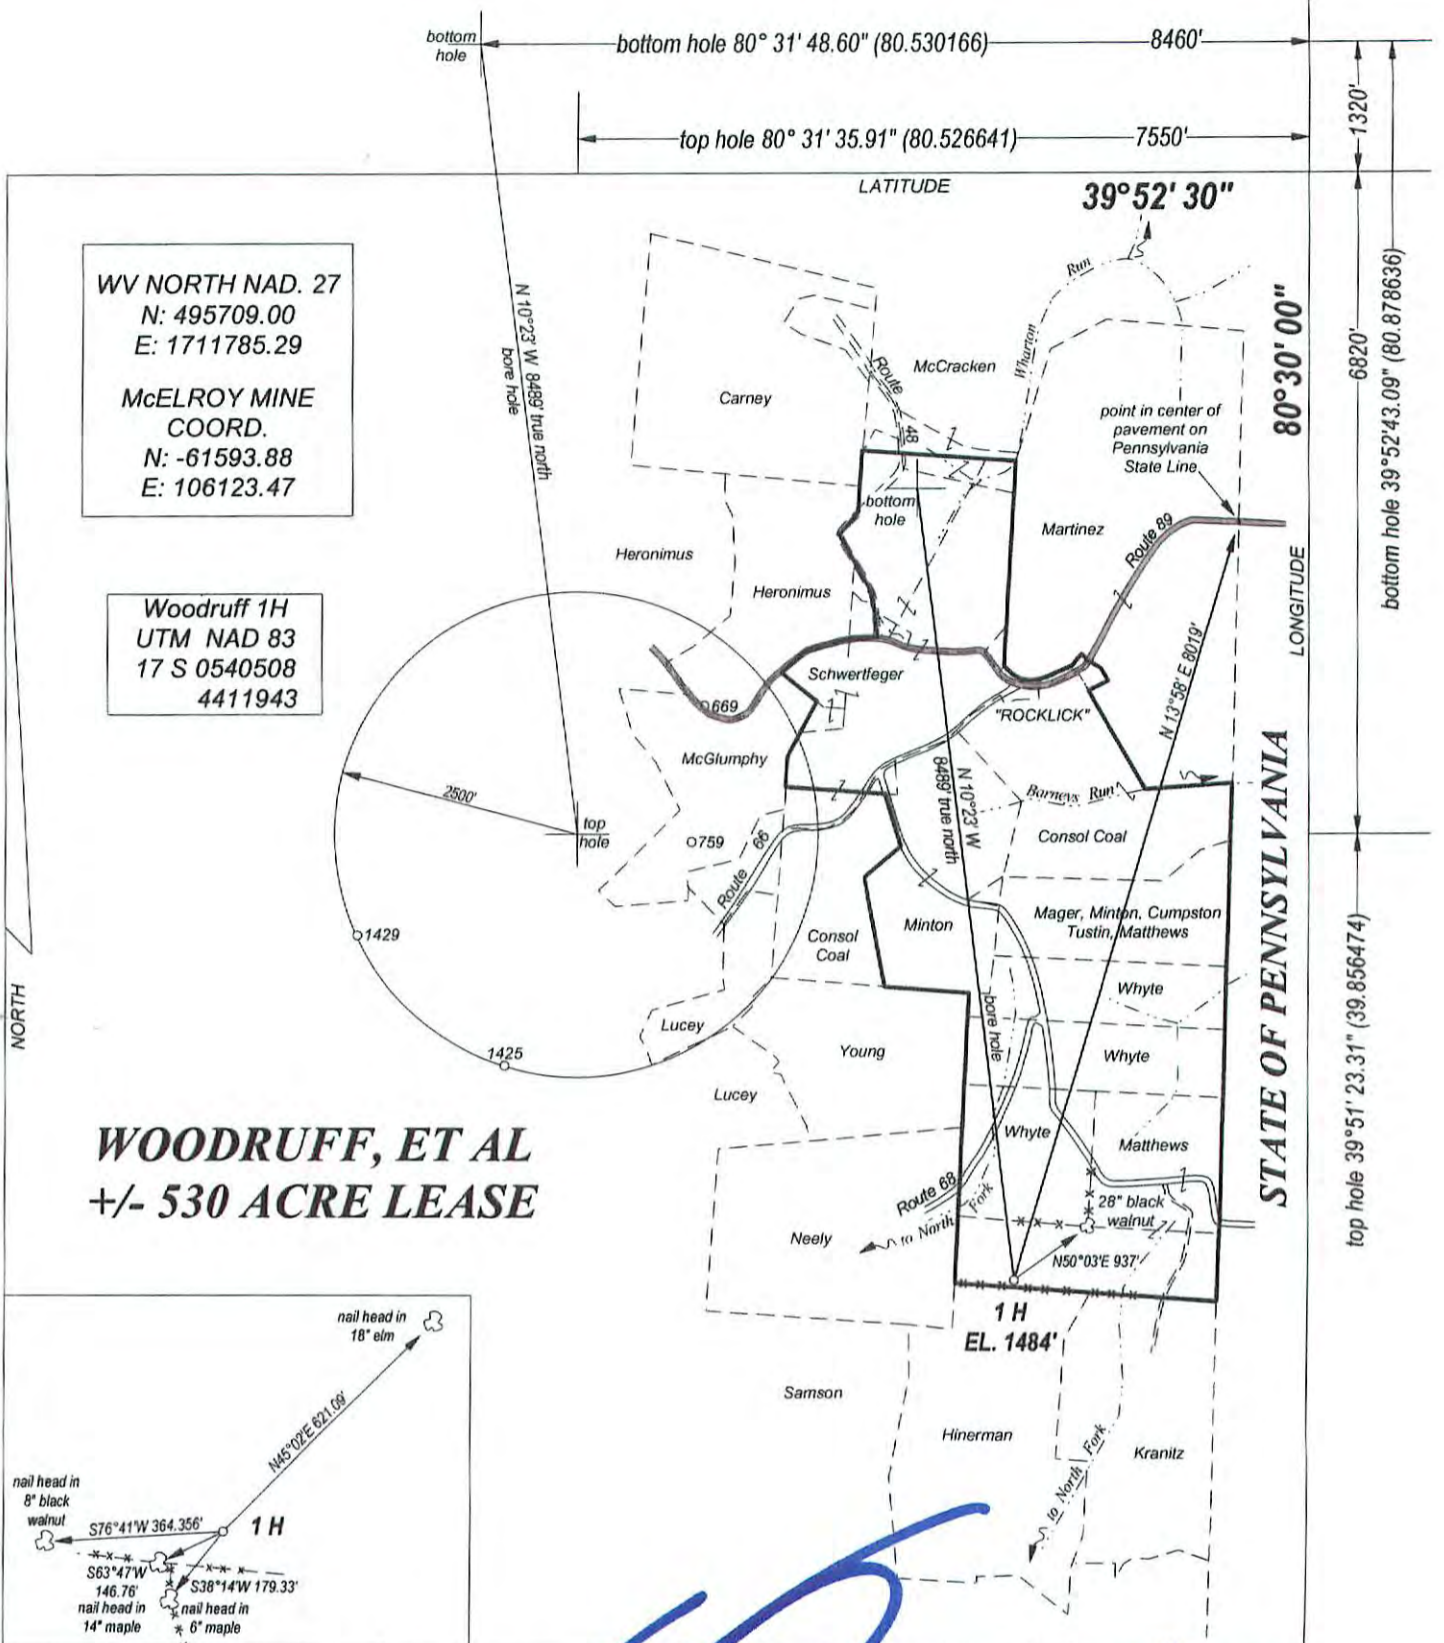 bottom
hole
bottom hole 80° 31' 48.60" (80.530166)
8460'
top hole 80° 31' 35.91" (80.526641)
7550'
1320'
LATITUDE
39°52' 30"
WV NORTH NAD. 27
N: 495709.00
E: 1711785.29
McELROY MINE
COORD.
N: -61593.88
E: 106123.47
Woodruff 1H
UTM NAD 83
17 S 0540508
4411943
N 10°23' W 8489' true north
bore hole
Carney
Route
48
McCracken
Wharton
Run
point in center of
pavement on
Pennsylvania
State Line
80°30' 00"
6820'
bottom hole 39°52'43.09" (80.878636)
bottom
hole
Martinez
Route 89
Heronimus
Heronimus
LONGITUDE
Schwertfeger
669
"ROCKLICK"
N 13°58' E 8019'
McGlumphy
2500'
top
hole
759
Route
66
N 10°23' W
8489' true north
Barneys Run
Consol Coal
Minton
Mager, Minton, Cumpston
Tustin, Matthews
Consol
Coal
1429
NORTH
Whyte
bore hole
Lucey
1425
Young
Whyte
Lucey
Whyte
Matthews
STATE OF PENNSYLVANIA
top hole 39°51' 23.31" (39.856474)
WOODRUFF, ET AL
+/- 530 ACRE LEASE
Route 68
to North Fork
28" black
walnut
Neely
N50°03'E 937'
1 H
EL. 1484'
Samson
Hinerman
Kranitz
to North Fork
nail head in
18" elm
N45°02'E 621.09'
nail head in
8" black
walnut
S76°41'W 364.356'
1 H
S63°47'W
146.76'
S38°14'W 179.33'
nail head in
14" maple
nail head in
6" maple